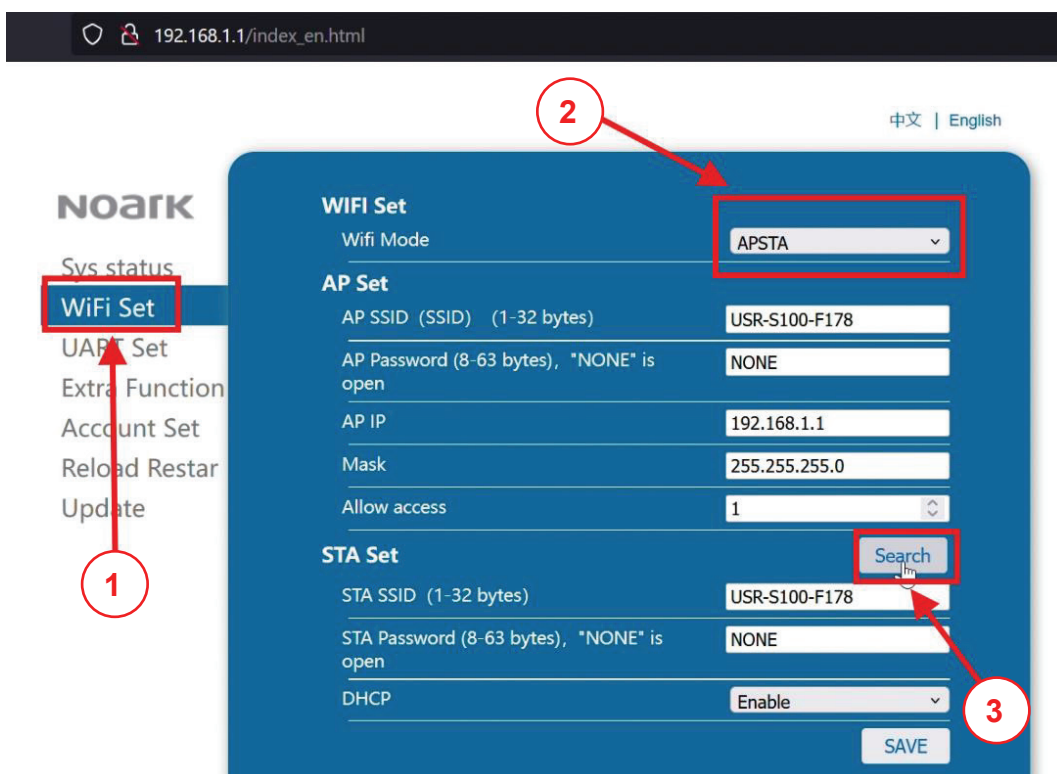 192.168.1.1/index_en.html
2
中文 | English
NOARK
WIFI Set
Wifi Mode
APSTA
Sys status
AP Set
WiFi Set
AP SSID (SSID) (1-32 bytes)
USR-S100-F178
UART Set
AP Password (8-63 bytes), "NONE" is
open
NONE
Extra Function
AP IP
192.168.1.1
Account Set
Mask
255.255.255.0
Reload Restar
Allow access
1
Update
STA Set
Search
1
STA SSID (1-32 bytes)
USR-S100-F178
STA Password (8-63 bytes), "NONE" is
open
NONE
DHCP
Enable
3
SAVE